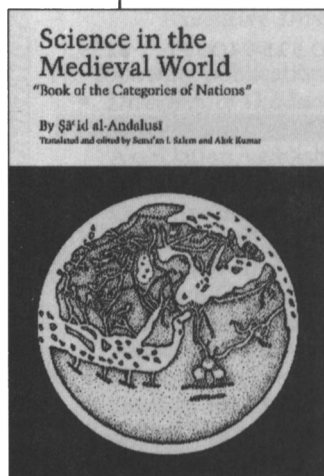 Science in the
Medieval World
"Book of the Categories of Nations"
By Ṣāʿid al-Andalusī
Translated and edited by Semaʿan I. Salem and Alok Kumar